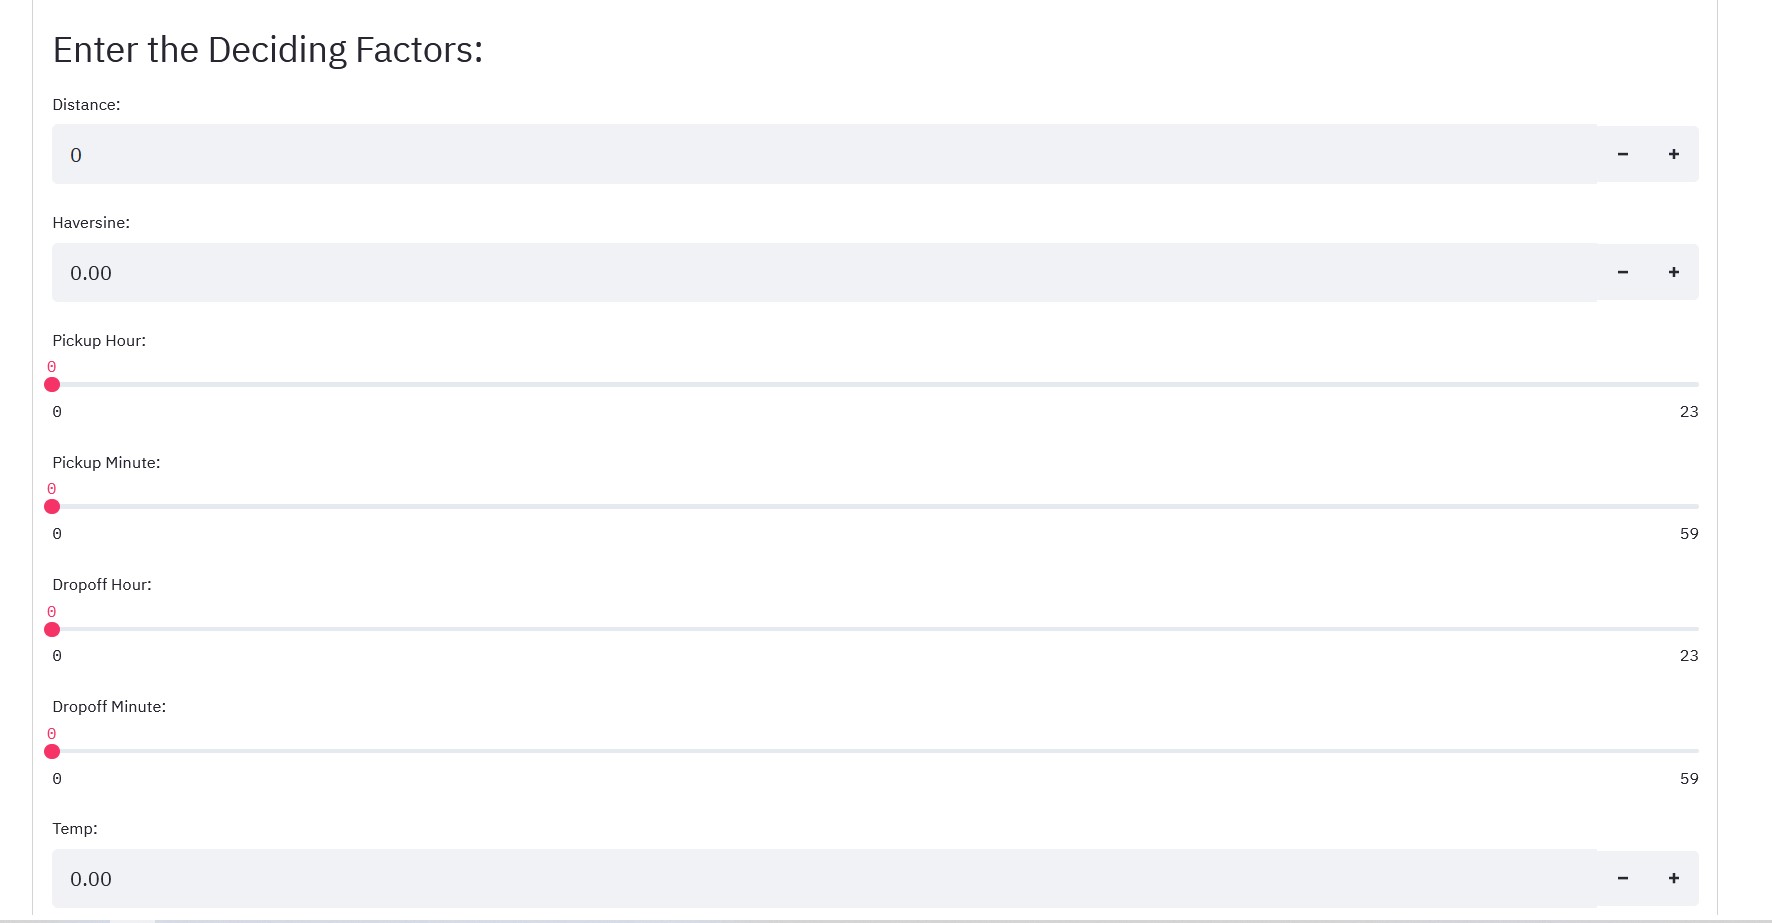 Enter the Deciding Factors:
Distance:
0
Haversine:
0.00
Pickup Hour:
0
0 23
Pickup Minute:
0
0 59
Dropoff Hour:
0
0 23
Dropoff Minute:
0
0 59
Temp:
0.00